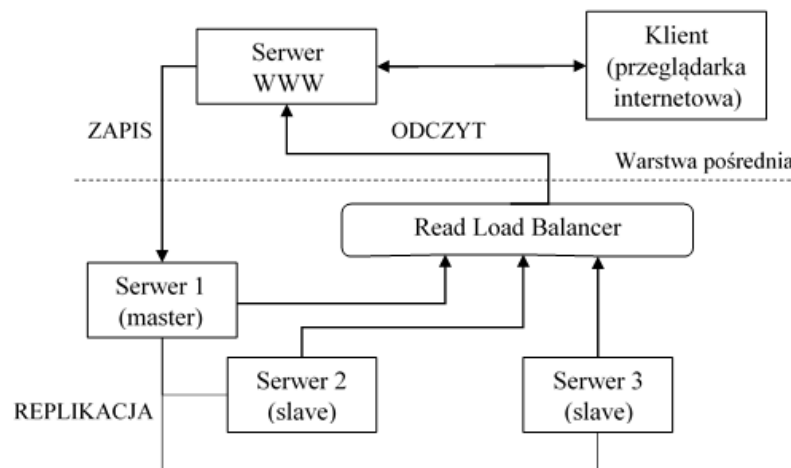 Serwer
WWW
Klient
(przeglądarka
internetowa)
ZAPIS
ODCZYT
Warstwa pośrednia
Read Load Balancer
Serwer 1
(master)
Serwer 2
(slave)
Serwer 3
(slave)
REPLIKACJA